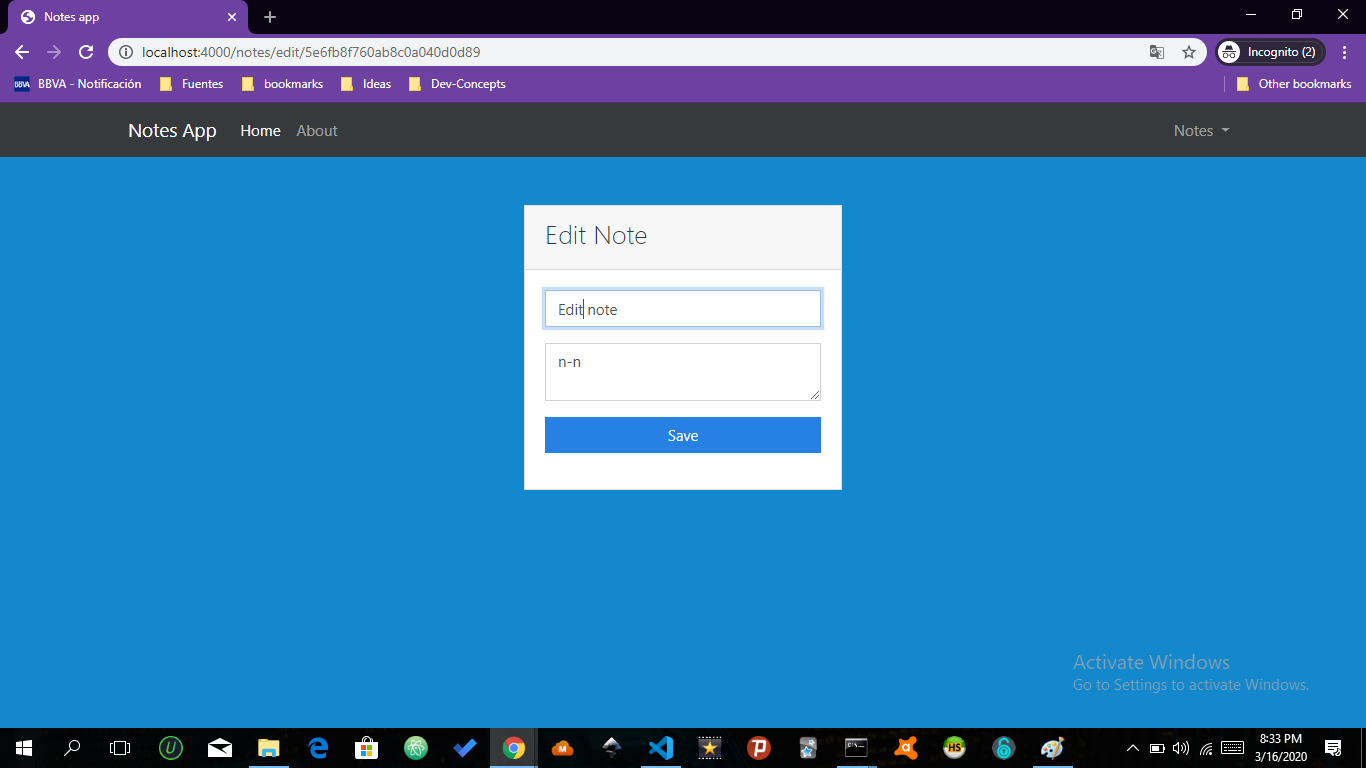 Notes app
localhost:4000/notes/edit/5e6fb8f760ab8c0a040d0d89
Incognito (2)
BBVA
BBVA - Notificación
Fuentes
bookmarks
Ideas
Dev-Concepts
Other bookmarks
Notes App
Home
About
Notes
Edit Note
Edit note
n-n
Save
Activate Windows
Go to Settings to activate Windows.
U
M
HS
8:33 PM
3/16/2020